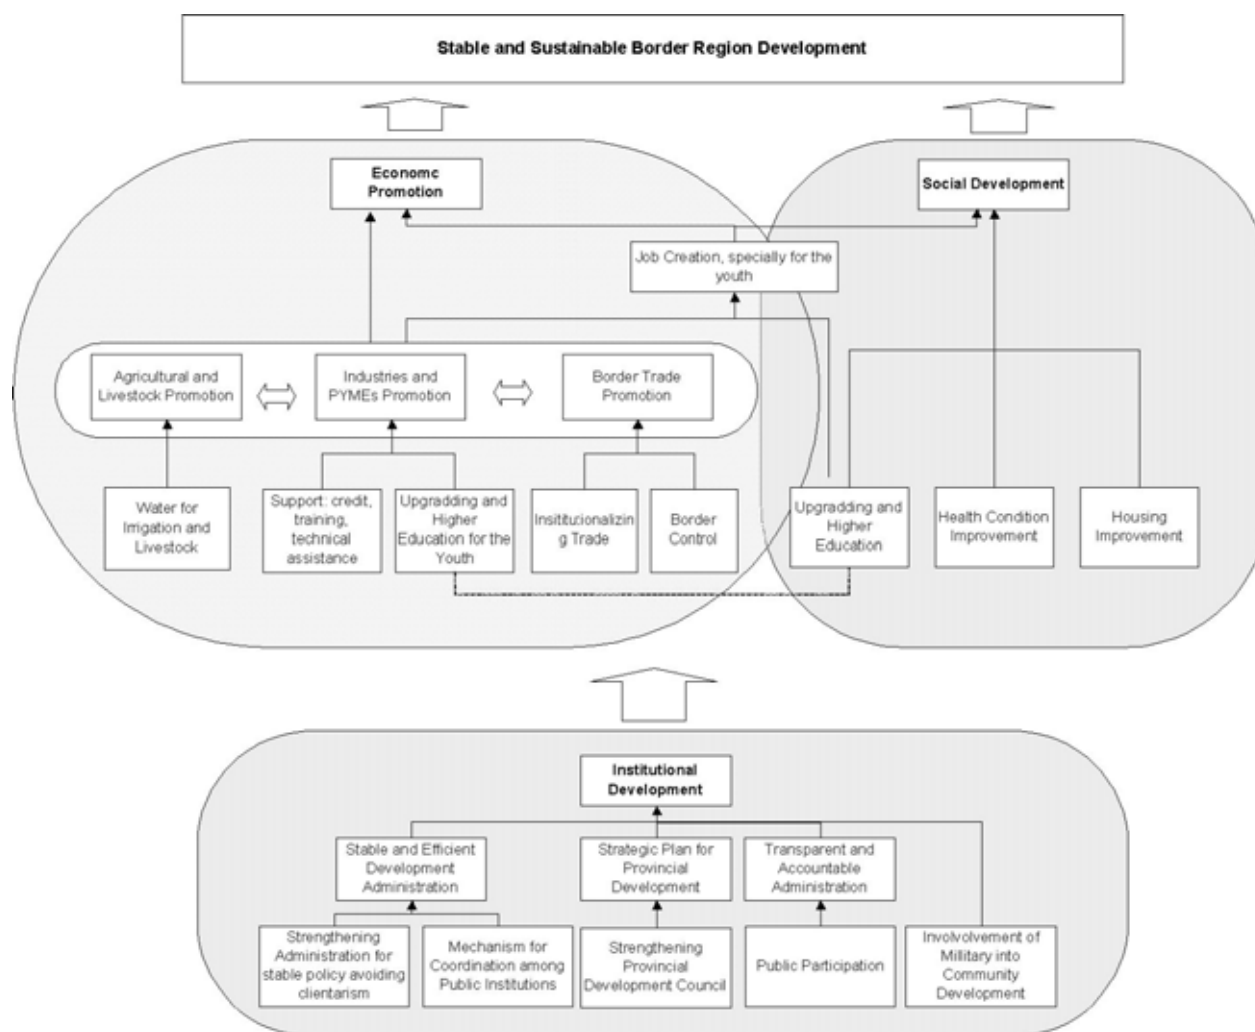 Stable and Sustainable Border Region Development
Economc
Promotion
Social Development
Job Creation, specially for the
youth
Agricultural and
Livestock Promotion
Industries and
PYMEs Promotion
Border Trade
Promotion
Water for
Irrigation and
Livestock
Support: credit,
training,
technical
assistance
Upgradding and
Higher
Education for the
Youth
Insititutionalizin
g Trade
Border
Control
Upgradding and
Higher
Education
Health Condition
Improvement
Housing
Improvement
Institutional
Development
Stable and Efficient
Development
Administration
Strategic Plan for
Provincial
Development
Transparent and
Accountable
Administration
Strengthening
Administration for
stable policy avoiding
clientarism
Mechanism for
Coordination among
Public Institutions
Strengthening
Provincial
Development Council
Public Participation
Involvolvement of
Millitary into
Community
Development